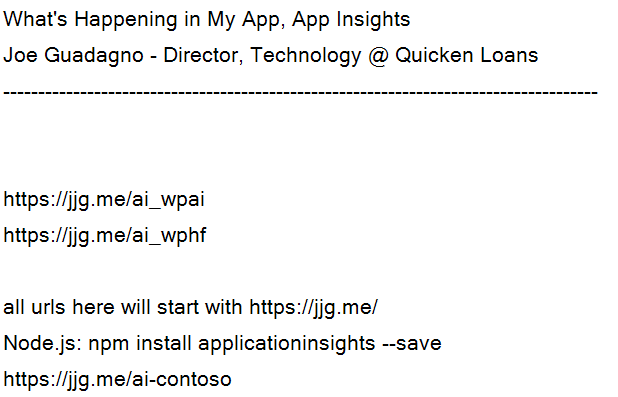 What's Happening in My App, App Insights
Joe Guadagno - Director, Technology @ Quicken Loans
-------------------------------------------------------------------------------------
https://jjg.me/ai_wpai
https://jjg.me/ai_wphf
all urls here will start with https://jjg.me/
Node.js: npm install applicationinsights --save
https://jjg.me/ai-contoso